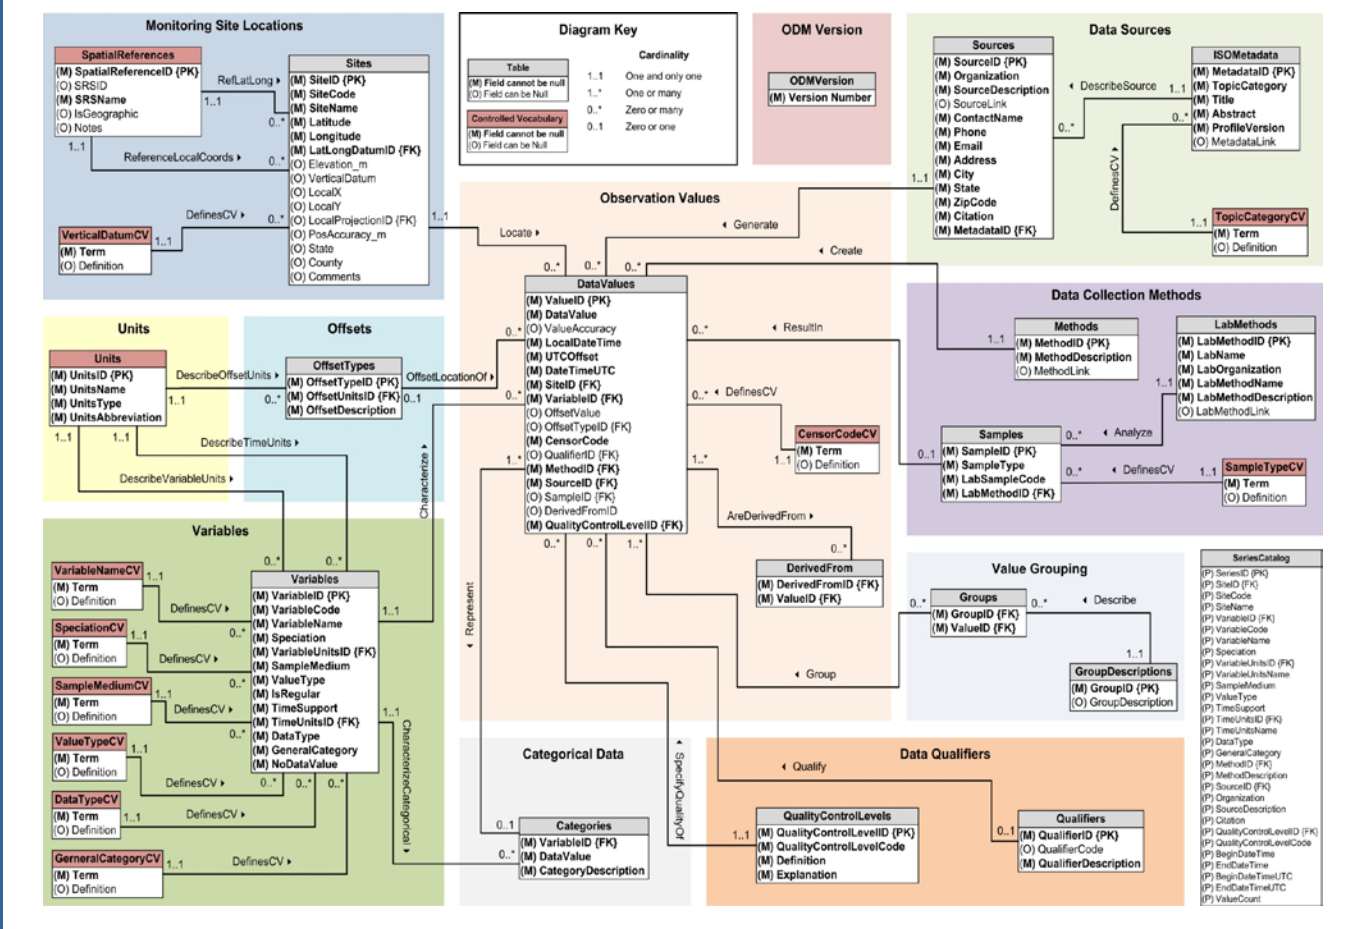 Monitoring Site Locations
SpatialReferences
(M) SpatialReferenceID {PK}
(O) SRSID
(M) SRSName
(O) IsGeographic
(O) Notes
RefLatLong
1..1
0..*
1..1
ReferenceLocalCoords
0..*
Sites
(M) SiteID {PK}
(M) SiteCode
(M) SiteName
(M) Latitude
(M) Longitude
(M) LatLongDatumID {FK}
(O) Elevation_m
(O) VerticalDatum
(O) LocalX
(O) LocalY
(O) LocalProjectionID {FK}
(O) PosAccuracy_m
(O) State
(O) County
(O) Comments
DefinesCV
0..*
VerticalDatumCV
(M) Term
(O) Definition
1..1
1..1
Diagram Key
Table
(M) Field cannot be null
(O) Field can be Null
Controlled Vocabulary
(M) Field cannot be null
(O) Field can be Null
Cardinality
1..1 One and only one
1..* One or many
0..* Zero or many
0..1 Zero or one
ODM Version
ODMVersion
(M) Version Number
Data Sources
Sources
(M) SourceID {PK}
(M) Organization
(M) SourceDescription
(O) SourceLink
(M) ContactName
(M) Phone
(M) Email
(M) Address
(M) City
(M) State
(M) ZipCode
(M) Citation
(M) MetadataID {FK}
DescribeSource
1..1
0..*
ISOMetadata
(M) MetadataID {PK}
(M) TopicCategory
(M) Title
(M) Abstract
(M) ProfileVersion
(O) MetadataLink
0..*
DefinesCV
1..1
TopicCategoryCV
(M) Term
(O) Definition
1..1
Observation Values
Locate
Generate
Create
0..*
0..*
0..*
DataValues
(M) ValueID {PK}
(M) DataValue
(O) ValueAccuracy
(M) LocalDateTime
(M) UTCOffset
(M) DateTimeUTC
(M) SiteID {FK}
(M) VariableID {FK}
(O) OffsetValue
(O) OffsetTypeID {FK}
(M) CensorCode
(O) QualifierID {FK}
(M) MethodID {FK}
(M) SourceID {FK}
(O) SampleID {FK}
(O) DerivedFromID
(M) QualityControlLevelID {FK}
0..*
0..*
1..*
0..*
ResultIn
0..*
DefinesCV
1..1
CensorCodeCV
(M) Term
(O) Definition
1..*
AreDerivedFrom
0..*
DerivedFrom
(M) DerivedFromID {FK}
(M) ValueID {FK}
0..*
0..*
1..*
Represent
Group
Data Collection Methods
1..1
Methods
(M) MethodID {PK}
(M) MethodDescription
(O) MethodLink
LabMethods
(M) LabMethodID {PK}
(M) LabName
(M) LabOrganization
(M) LabMethodName
(M) LabMethodDescription
(O) LabMethodLink
1..1
Analyze
0..*
0..1
Samples
(M) SampleID {PK}
(M) SampleType
(M) LabSampleCode
(M) LabMethodID {FK}
0..*
DefinesCV
1..1
SampleTypeCV
(M) Term
(O) Definition
Units
Units
(M) UnitsID {PK}
(M) UnitsName
(M) UnitsType
(M) UnitsAbbreviation
1..1
1..1
1..1
Offsets
DescribeOffsetUnits
0..*
OffsetTypes
(M) OffsetTypeID {PK}
(M) OffsetUnitsID {FK}
(M) OffsetDescription
OffsetLocationOf
0..1
DescribeTimeUnits
DescribeVariableUnits
Characterize
Variables
0..*
0..*
VariableNameCV
(M) Term
(O) Definition
1..1
DefinesCV
0..*
SpeciationCV
(M) Term
(O) Definition
1..1
DefinesCV
0..*
SampleMediumCV
(M) Term
(O) Definition
1..1
DefinesCV
0..*
ValueTypeCV
(M) Term
(O) Definition
1..1
DefinesCV
0..*
DataTypeCV
(M) Term
(O) Definition
1..1
DefinesCV
0..*
GerneralCategoryCV
(M) Term
(O) Definition
1..1
DefinesCV
0..*
Variables
(M) VariableID {PK}
(M) VariableCode
(M) VariableName
(M) Speciation
(M) VariableUnitsID {FK}
(M) SampleMedium
(M) ValueType
(M) IsRegular
(M) TimeSupport
(M) TimeUnitsID {FK}
(M) DataType
(M) GeneralCategory
(M) NoDataValue
1..1
1..1
CharacterizeCategorical
Categorical Data
0..1
0..*
Categories
(M) VariableID {FK}
(M) DataValue
(M) CategoryDescription
SpecifyQualityOf
Data Qualifiers
Qualify
1..1
QualityControlLevels
(M) QualityControlLevelID {PK}
(M) QualityControlLevelCode
(M) Definition
(M) Explanation
0..1
Qualifiers
(M) QualifierID {PK}
(O) QualifierCode
(M) QualifierDescription
Value Grouping
0..*
Groups
(M) GroupID {FK}
(M) ValueID {FK}
0..*
Describe
1..1
GroupDescriptions
(M) GroupID {PK}
(O) GroupDescription
SeriesCatalog
(P) SeriesID {PK}
(P) SiteID {FK}
(P) SiteCode
(P) SiteName
(P) VariableID {FK}
(P) VariableCode
(P) VariableName
(P) Speciation
(P) VariableUnitsID {FK}
(P) VariableUnitsName
(P) SampleMedium
(P) ValueType
(P) TimeSupport
(P) TimeUnitsID {FK}
(P) TimeUnitsName
(P) DataType
(P) GeneralCategory
(P) MethodID {FK}
(P) MethodDescription
(P) SourceID {FK}
(P) Organization
(P) SourceDescription
(P) Citation
(P) QualityControlLevelID {FK}
(P) QualityControlLevelCode
(P) BeginDateTime
(P) EndDateTime
(P) BeginDateTimeUTC
(P) EndDateTimeUTC
(P) ValueCount